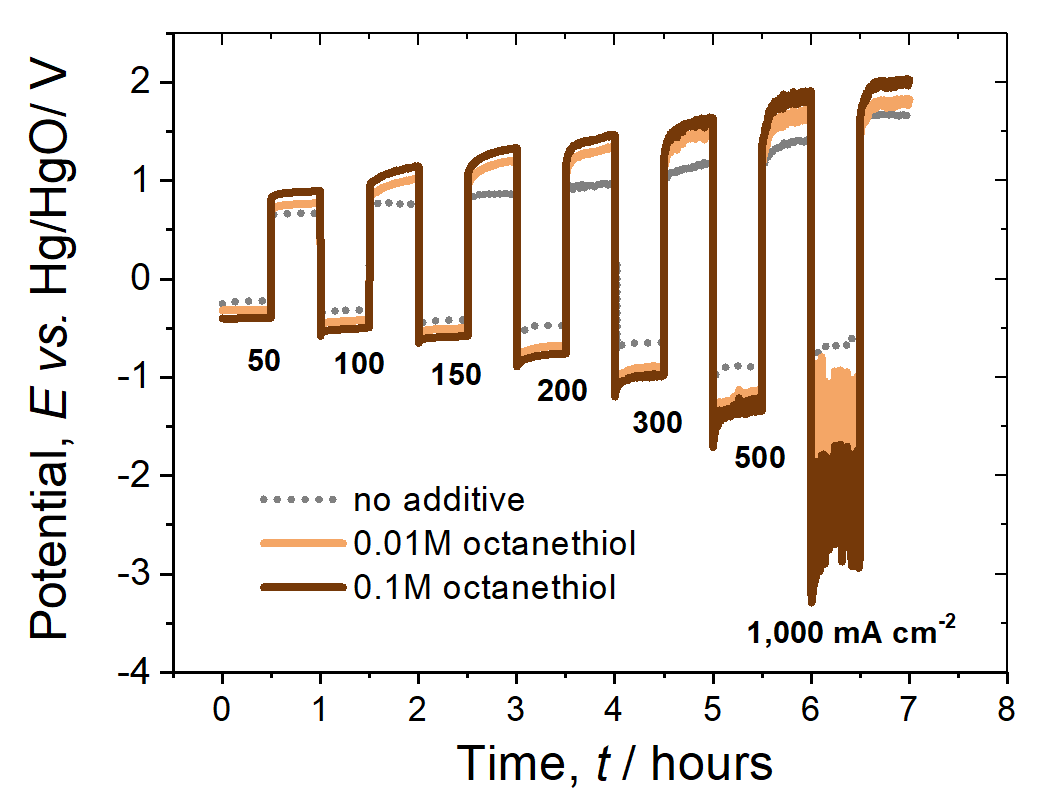 Potential, E vs. Hg/HgO/ V
2
1
0
-1
-2
-3
-4
50
100
150
200
300
500
1,000 mA cm-2
no additive
0.01M octanethiol
0.1M octanethiol
0 1 2 3 4 5 6 7 8
Time, t / hours